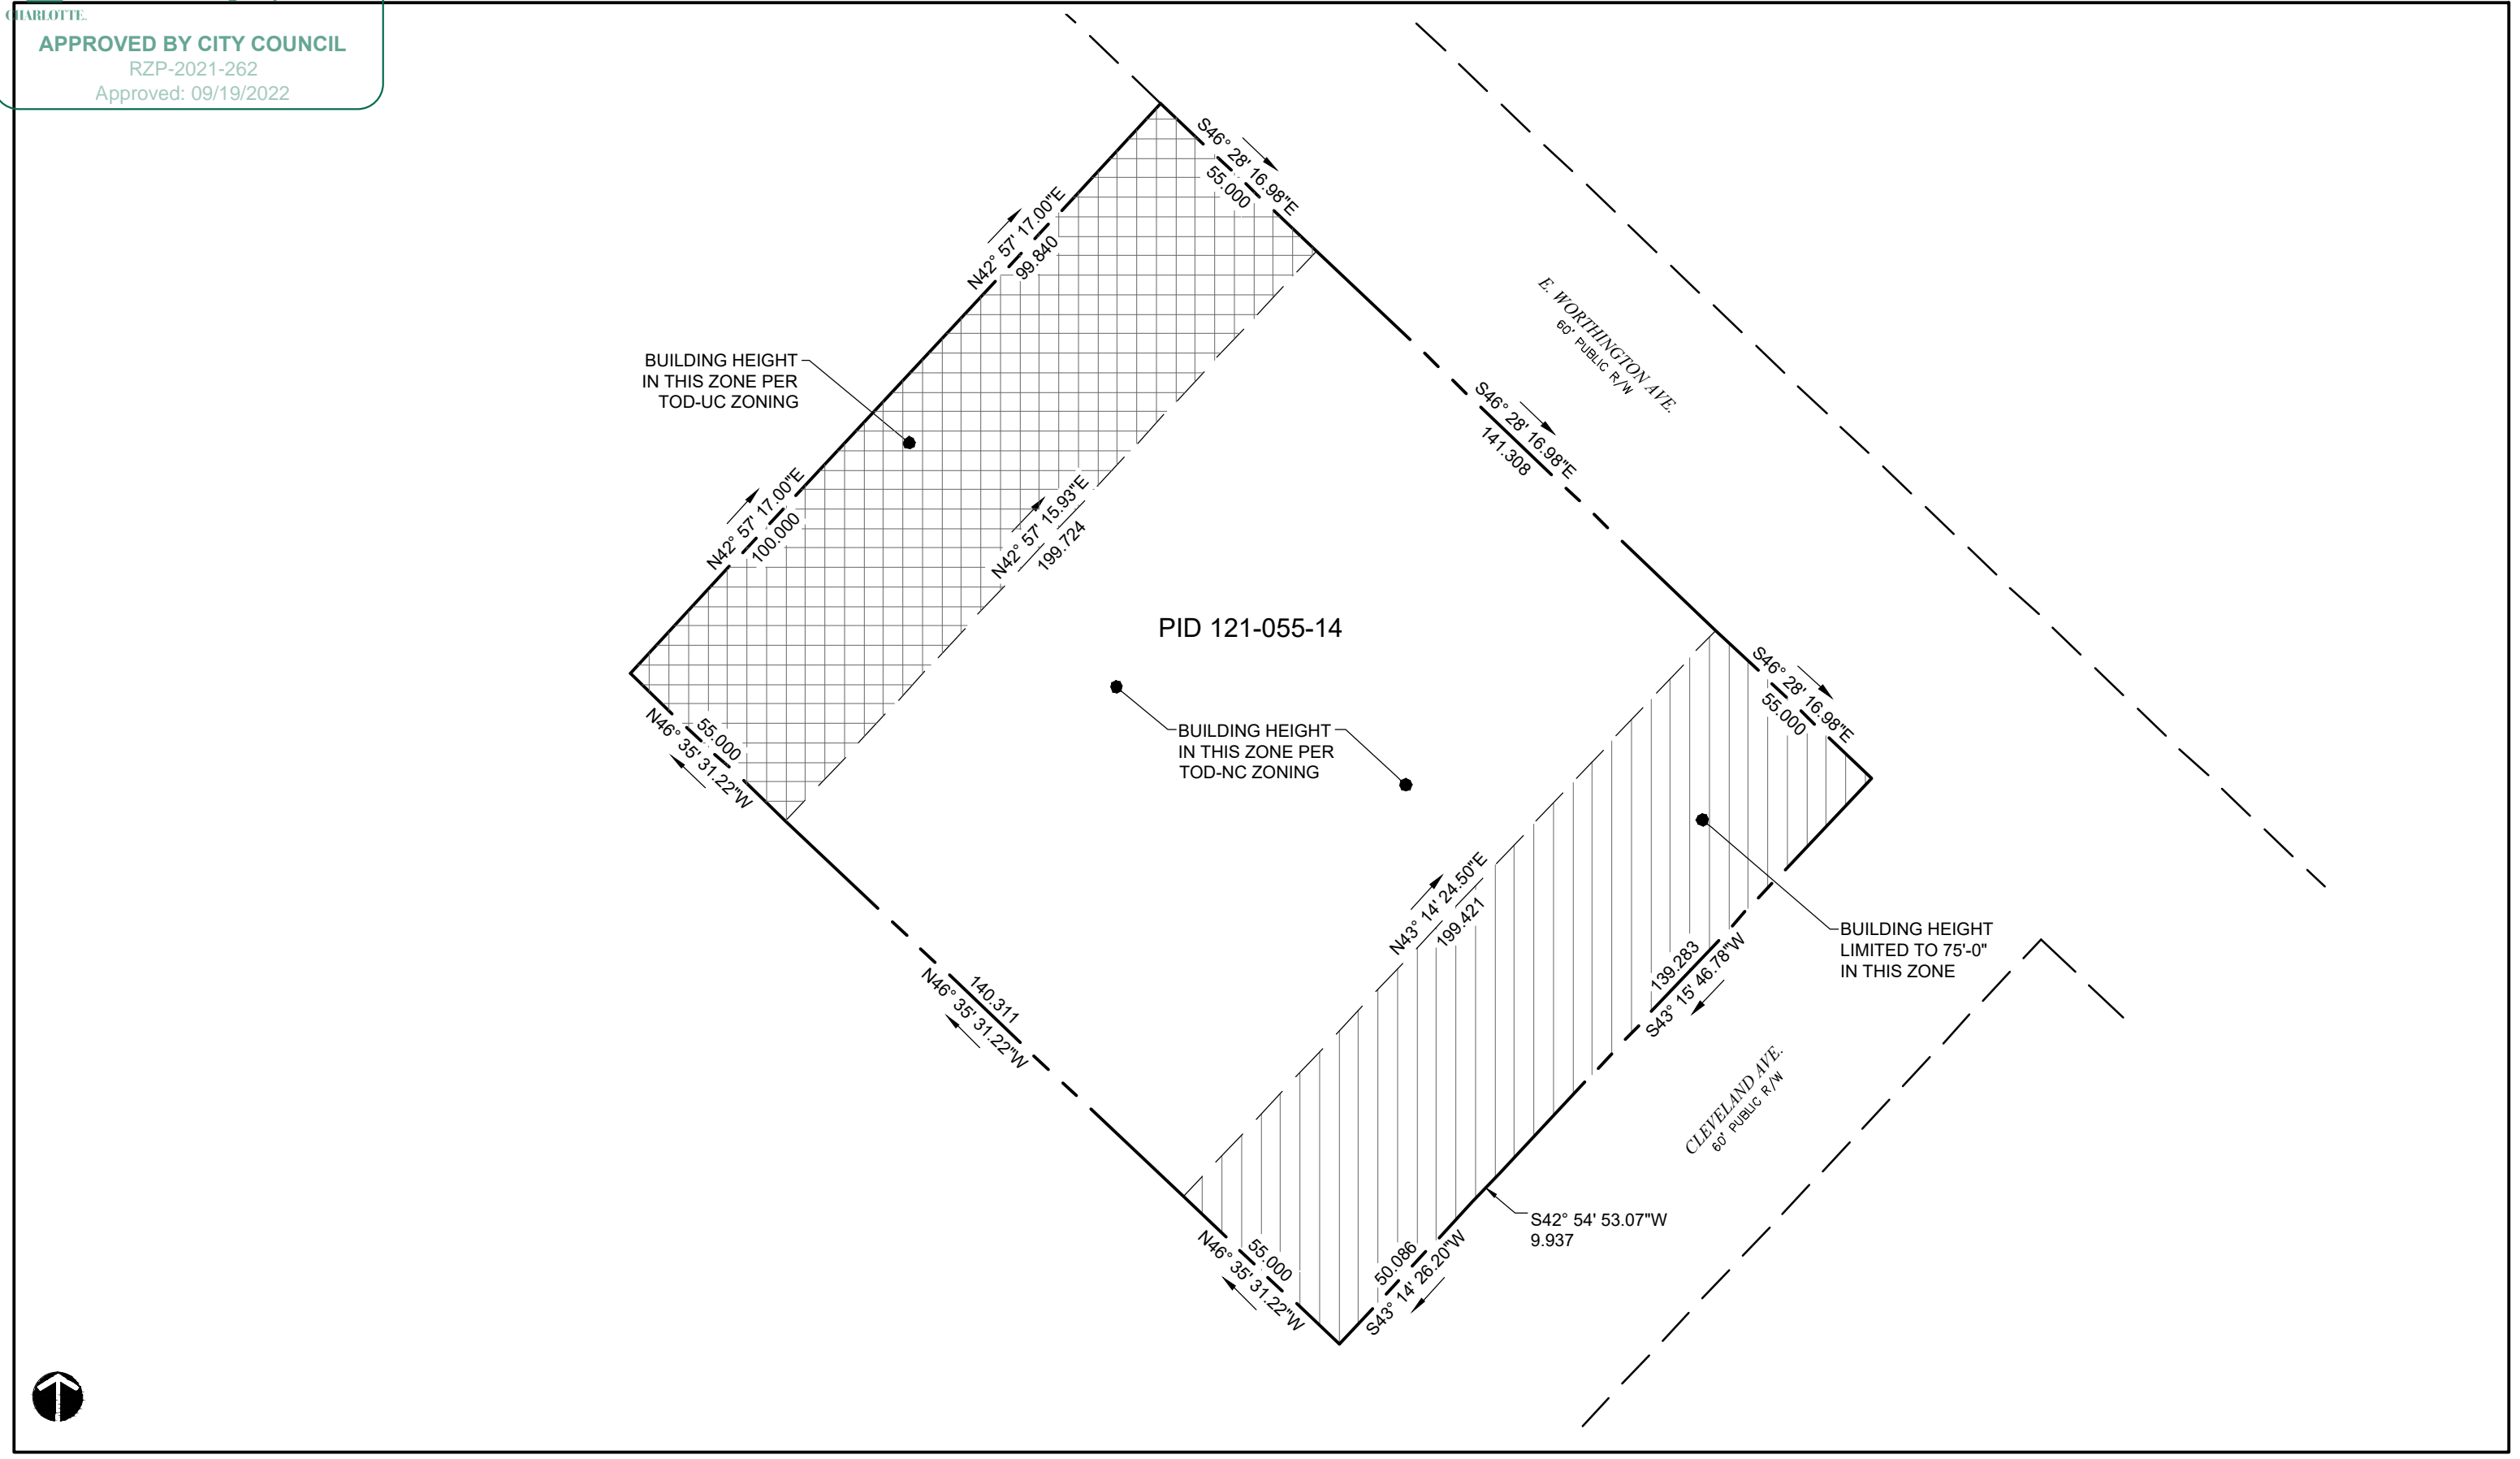 CHARLOTTE.
APPROVED BY CITY COUNCIL
RZP-2021-262
Approved: 09/19/2022
S46° 28' 16.98"E
55.000
N42° 57' 17.00"E
99.840
E. WORTHINGTON AVE.
60' PUBLIC R/W
BUILDING HEIGHT
IN THIS ZONE PER
TOD-UC ZONING
S46° 28' 16.98"E
141.308
N42° 57' 17.00"E
100.000
N42° 57' 15.93"E
199.724
PID 121-055-14
S46° 28' 16.98"E
55.000
55.000
N46° 35' 31.22"W
BUILDING HEIGHT
IN THIS ZONE PER
TOD-NC ZONING
N43° 14' 24.50"E
199.421
BUILDING HEIGHT
LIMITED TO 75'-0"
IN THIS ZONE
139.283
S43° 15' 46.78"W
140.311
N46° 35' 31.22"W
CLEVELAND AVE.
60' PUBLIC R/W
S42° 54' 53.07"W
9.937
55.000
N46° 35' 31.22"W
50.086
S43° 14' 26.20"W